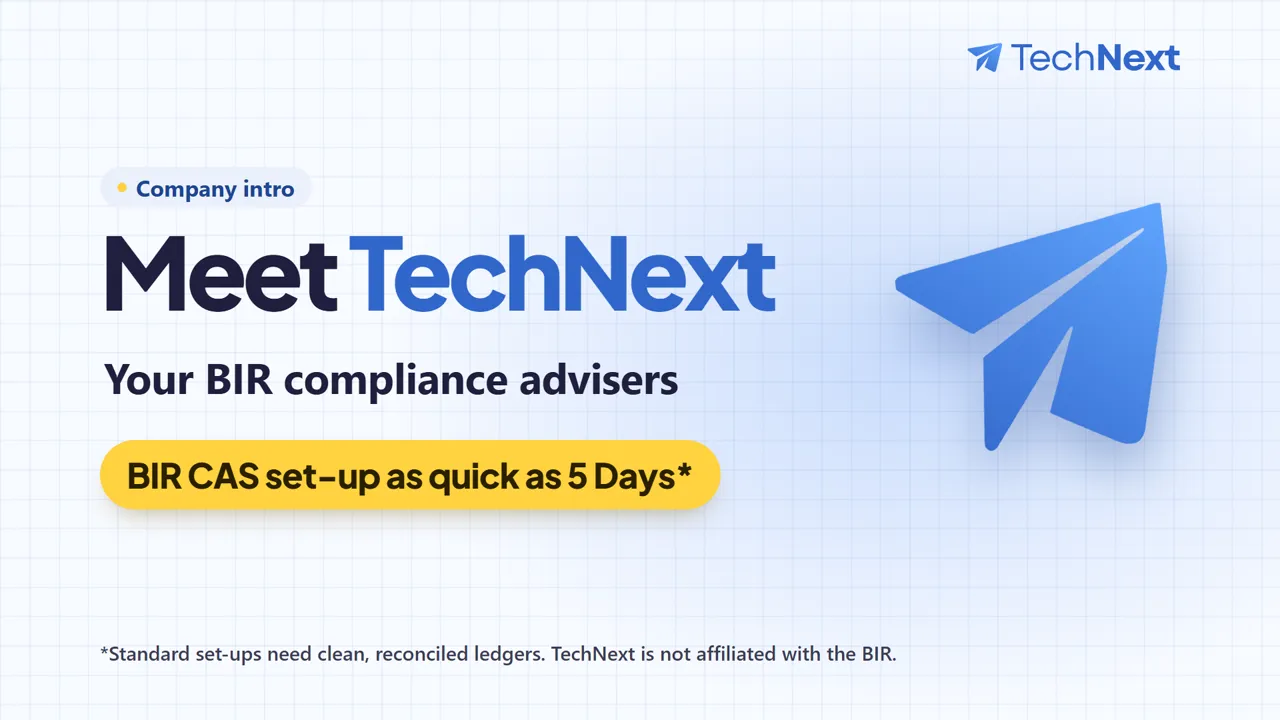 TechNext
Company intro
Meet TechNext
Your BIR compliance advisers
BIR CAS set-up as quick as 5 Days*
*Standard set-ups need clean, reconciled ledgers. TechNext is not affiliated with the BIR.